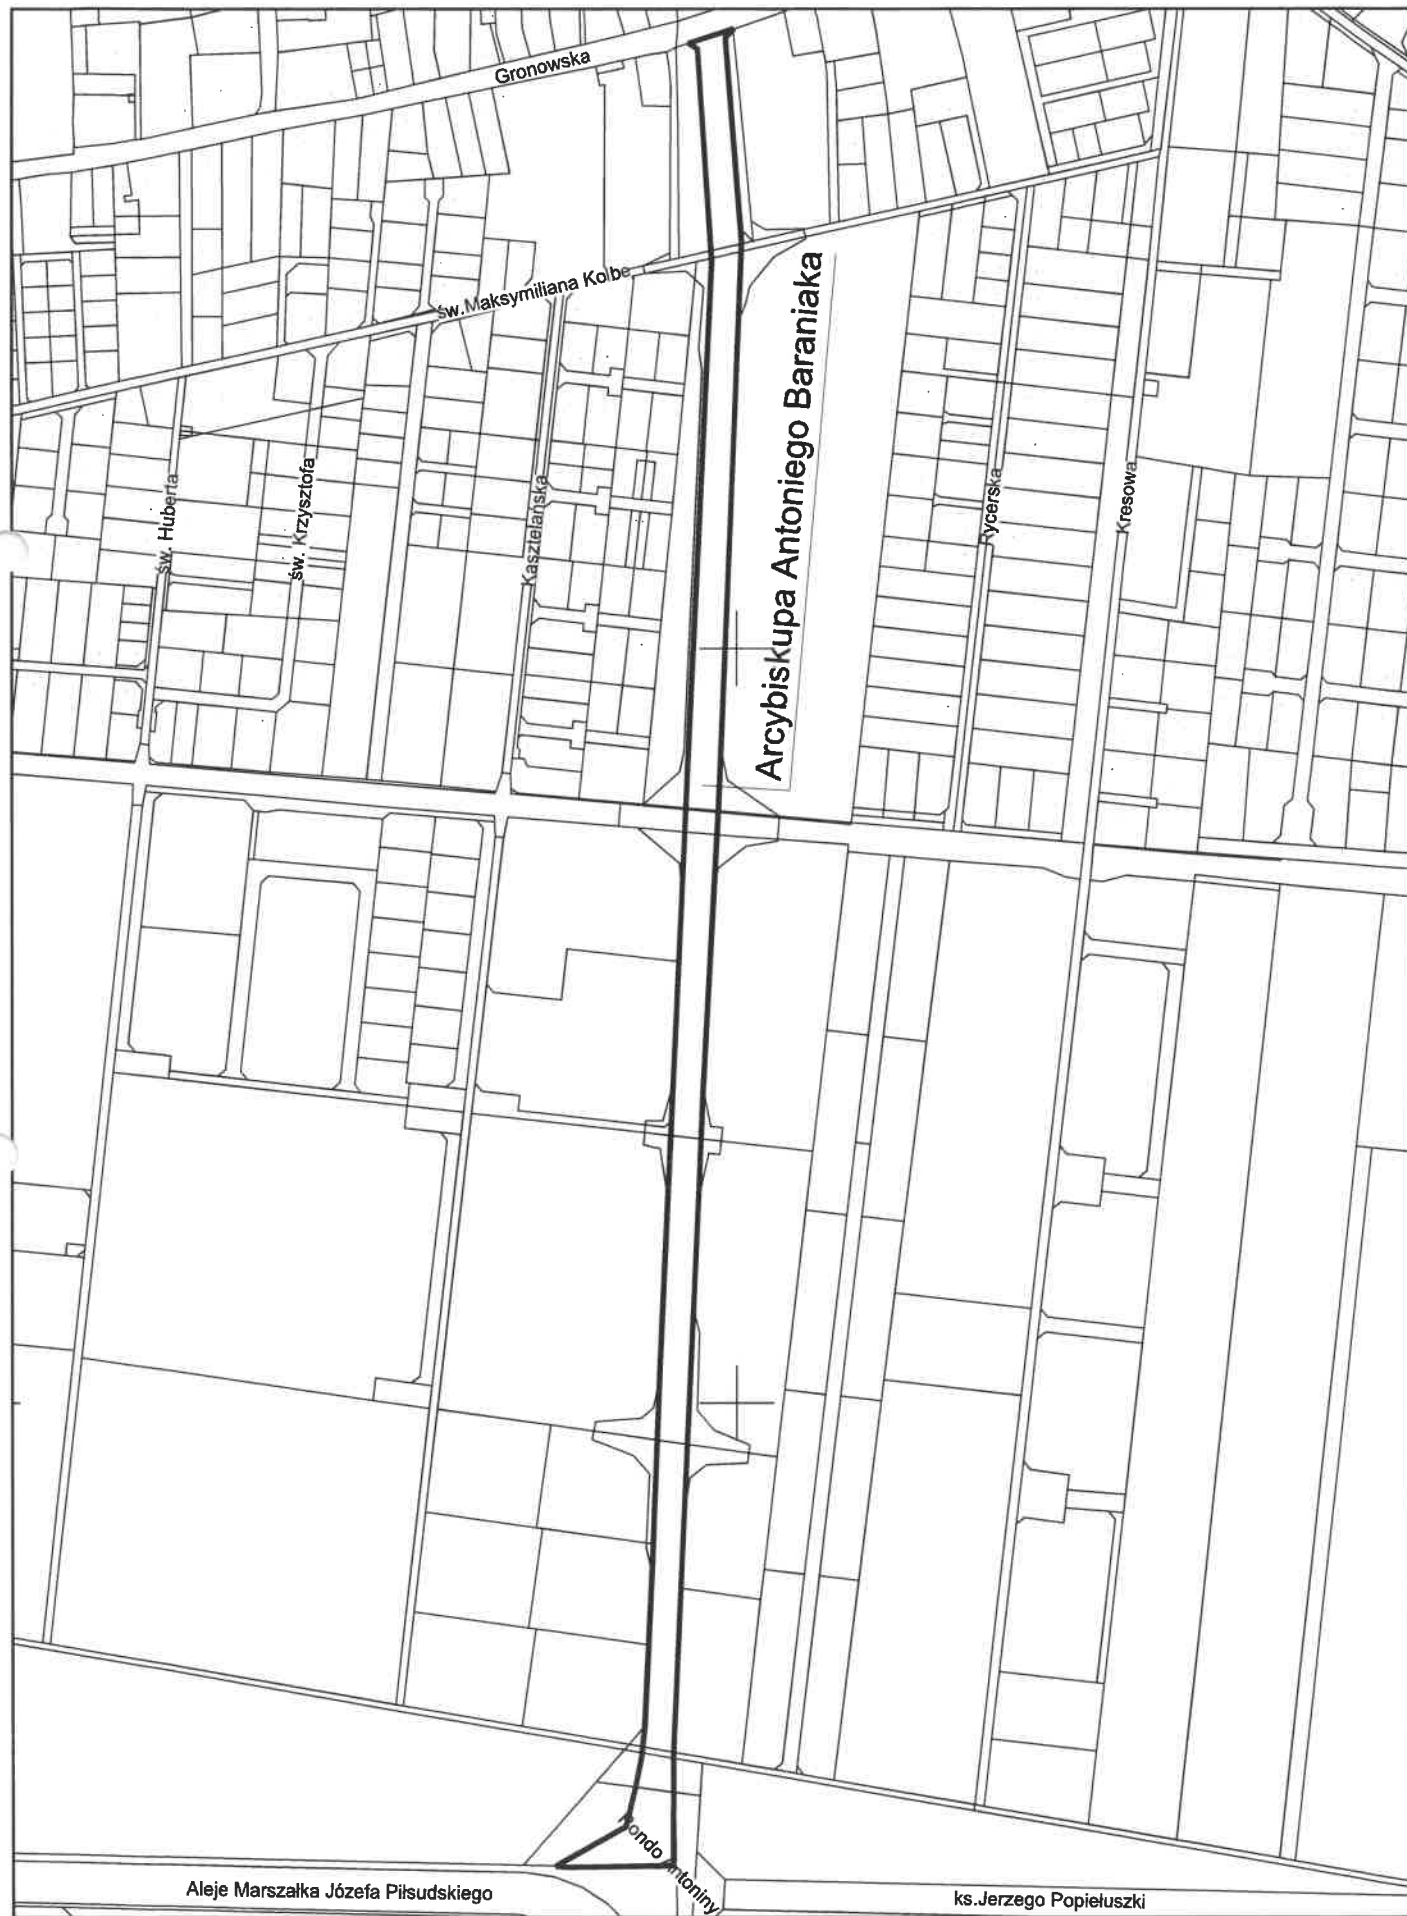 Gronowska
św.Maksymiliana Kolbe
Arcybiskupa Antoniego Baraniaka
św. Huberta
św. Krzysztofa
Kasztelańska
Rycerska
Kresowa
Rondo Antoniny
Aleje Marszałka Józefa Piłsudskiego
ks.Jerzego Popiełuszki